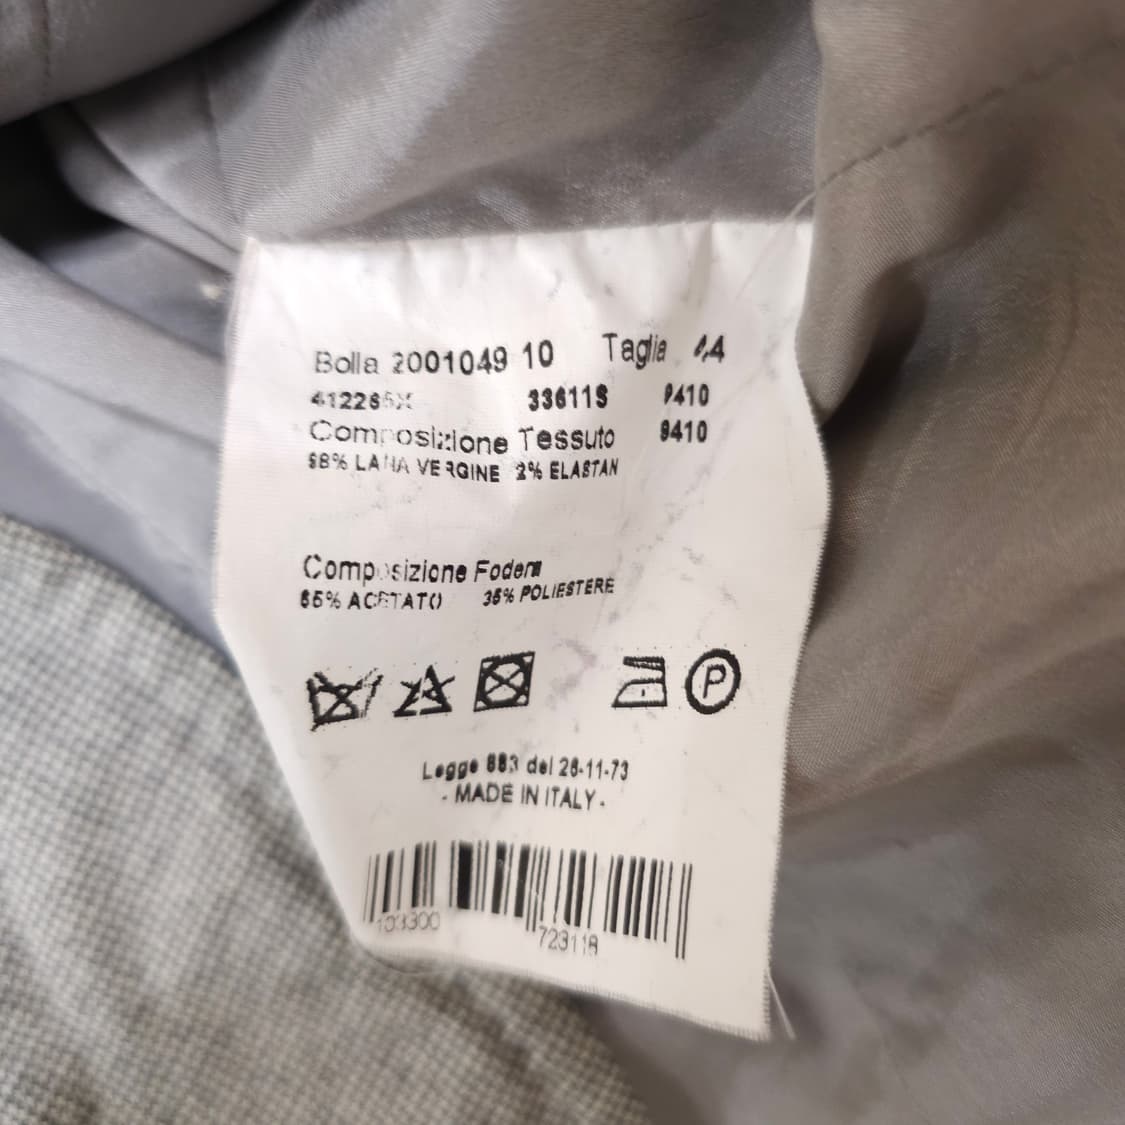 Bolla 2001049 10 Taglia 44
33611S 9410
Composizione Tessuto 9410
98% LANA VERGINE 2% ELASTAN
Composizione Fodera
65% ACETATO 35% POLIESTERE
P
Legge 883 del 26-11-73
- MADE IN ITALY -
103300 723118